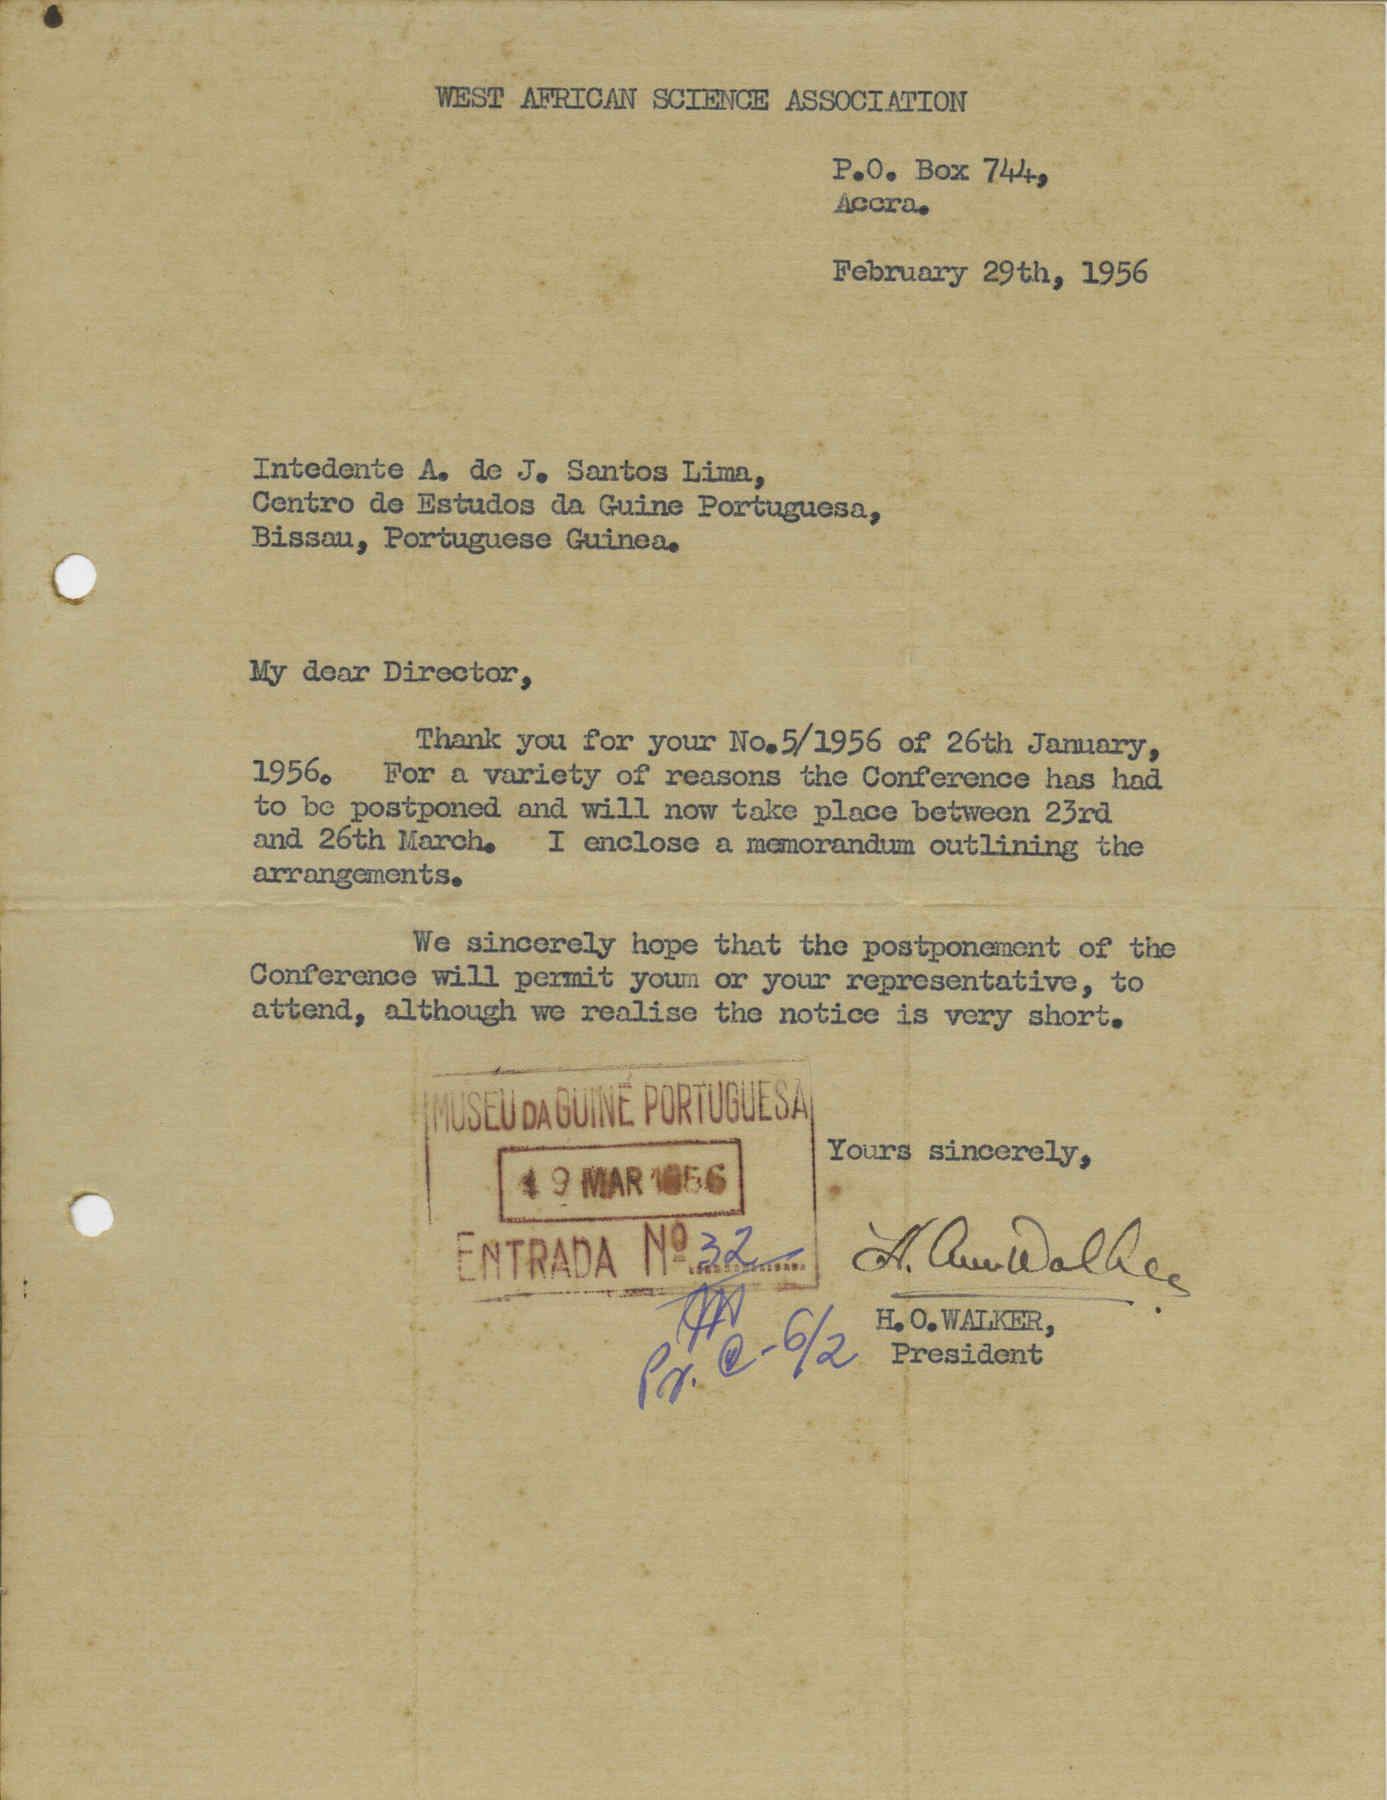 WEST AFRICAN SCIENCE ASSOCIATION
P.O. Box 744,
Accra.
February 29th, 1956
Intedente A. de J. Santos Lima,
Centro de Estudos da Guine Portuguesa,
Bissau, Portuguese Guinea.
My dear Director,
Thank you for your No.5/1956 of 26th January,
1956. For a variety of reasons the Conference has had
to be postponed and will now take place between 23rd
and 26th March. I enclose a memorandum outlining the
arrangements.
We sincerely hope that the postponement of the
Conference will permit youm or your representative, to
attend, although we realise the notice is very short.
MUSEU DA GUINÉ PORTUGUESA
19 MAR 1956
ENTRADA Nº 32
Yours sincerely,
H. Walker
H.O.WALKER,
President
Pr. C-6/2